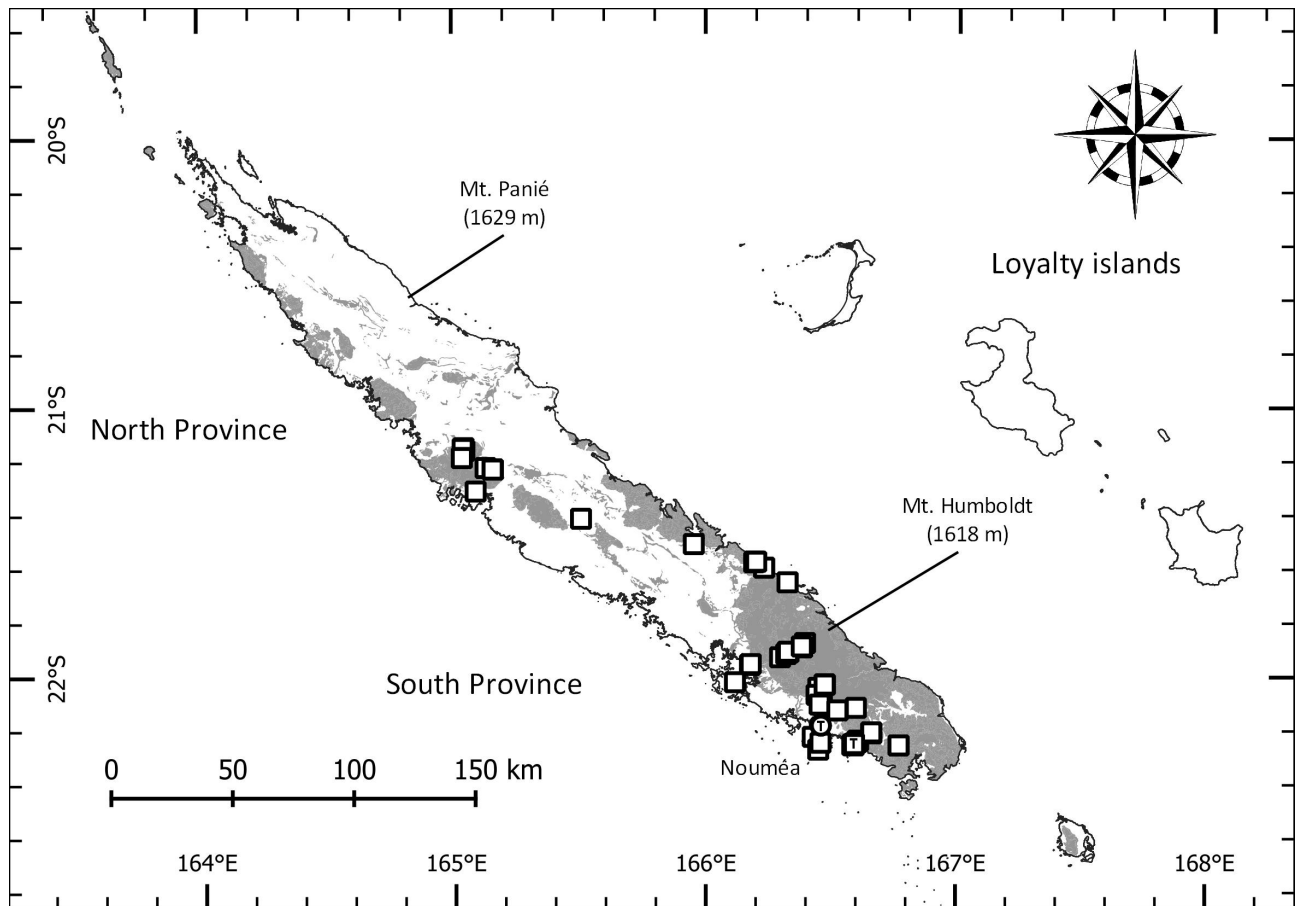 20°S
Mt. Panié
(1629 m)
Loyalty islands
21°S
North Province
Mt. Humboldt
(1618 m)
22°S
South Province
T
T
Nouméa
0 50 100 150 km
164°E 165°E 166°E 167°E 168°E